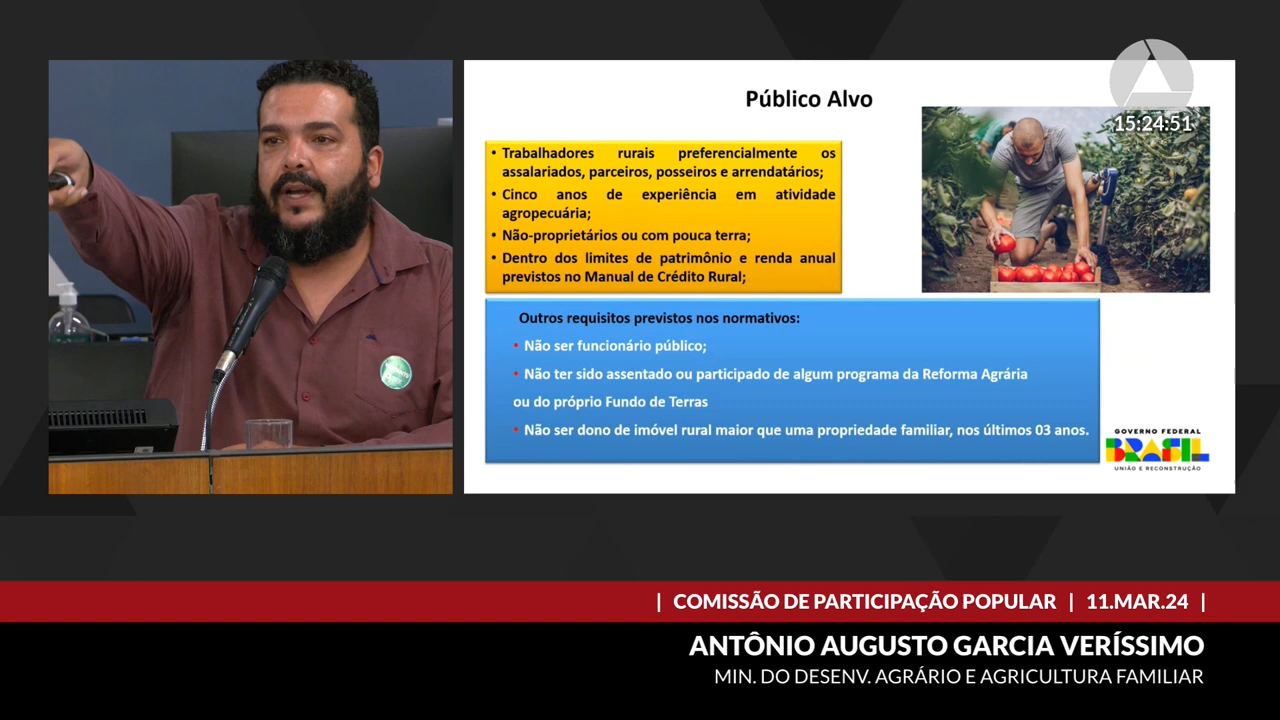 Público Alvo
15:24:51
• Trabalhadores rurais preferencialmente os
assalariados, parceiros, posseiros e arrendatários;
• Cinco anos de experiência em atividade
agropecuária;
• Não-proprietários ou com pouca terra;
• Dentro dos limites de patrimônio e renda anual
previstos no Manual de Crédito Rural;
Outros requisitos previstos nos normativos:
• Não ser funcionário público;
• Não ter sido assentado ou participado de algum programa da Reforma Agrária
ou do próprio Fundo de Terras
• Não ser dono de imóvel rural maior que uma propriedade familiar, nos últimos 03 anos.
GOVERNO FEDERAL
BRASIL
UNIÃO E RECONSTRUÇÃO
| COMISSÃO DE PARTICIPAÇÃO POPULAR | 11.MAR.24 |
ANTÔNIO AUGUSTO GARCIA VERÍSSIMO
MIN. DO DESENV. AGRÁRIO E AGRICULTURA FAMILIAR